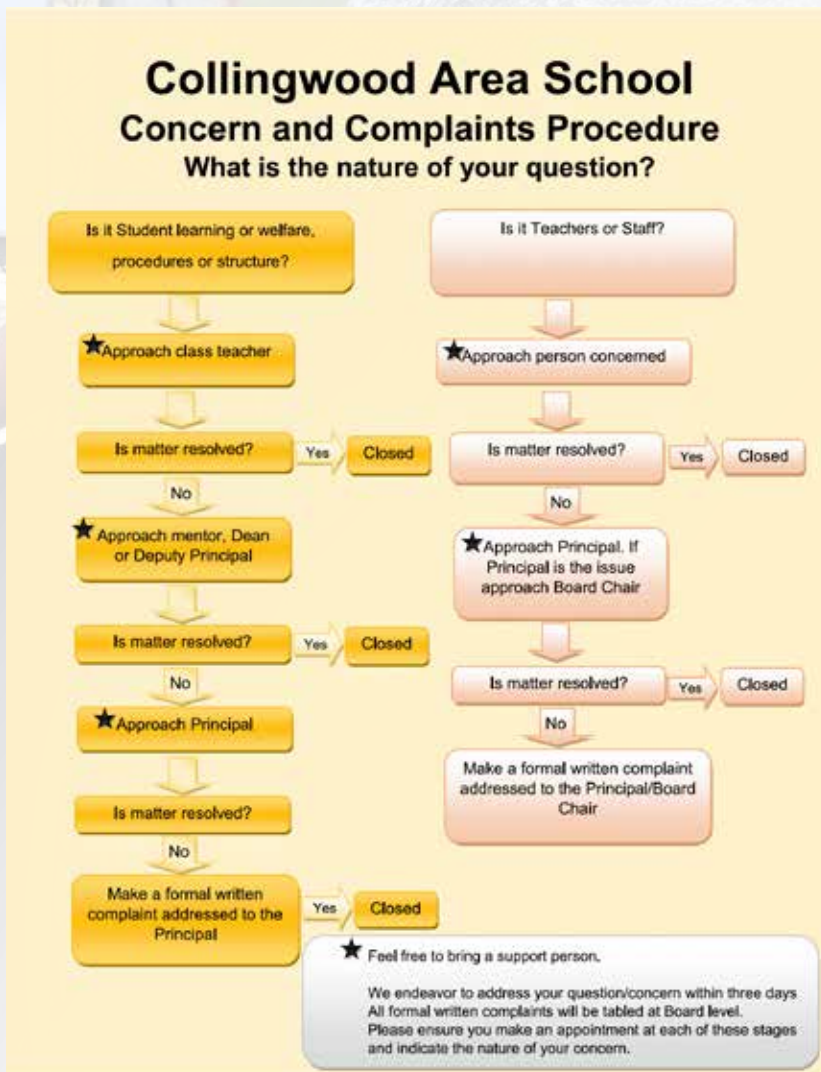 Collingwood Area School
Concern and Complaints Procedure
What is the nature of your question?
Is it Student learning or welfare,
procedures or structure?
★Approach class teacher
Is matter resolved?
Yes
Closed
No
★Approach mentor, Dean
or Deputy Principal
Is matter resolved?
Yes
Closed
No
★Approach Principal
Is matter resolved?
No
Make a formal written
complaint addressed to the
Principal
Yes
Closed
Is it Teachers or Staff?
★Approach person concerned
Is matter resolved?
Yes
Closed
No
★Approach Principal. If
Principal is the issue
approach Board Chair
Is matter resolved?
Yes
Closed
No
Make a formal written complaint
addressed to the Principal/Board
Chair
★ Feel free to bring a support person.
We endeavor to address your question/concern within three days
All formal written complaints will be tabled at Board level.
Please ensure you make an appointment at each of these stages
and indicate the nature of your concern.